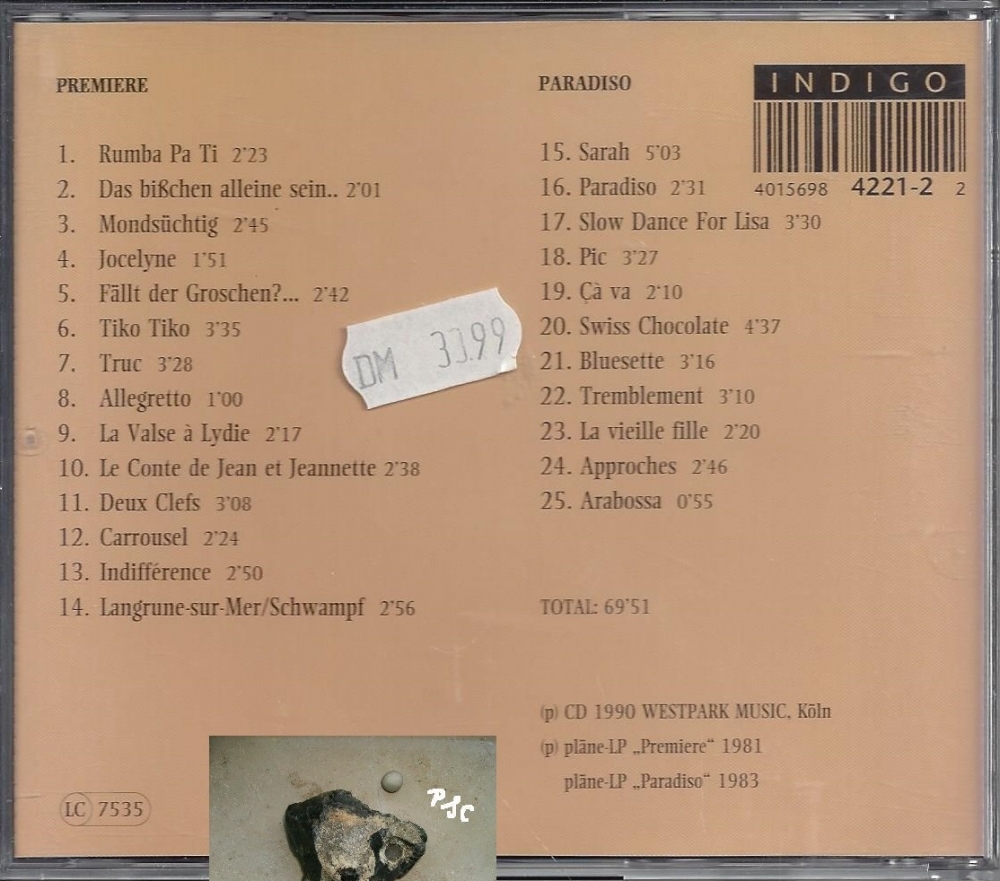 PREMIERE
1. Rumba Pa Ti 2'23
2. Das bißchen alleine sein.. 2'01
3. Mondsüchtig 2'45
4. Jocelyne 1'51
5. Fällt der Groschen?... 2'42
6. Tiko Tiko 3'35
7. Truc 3'28
8. Allegretto 1'00
9. La Valse à Lydie 2'17
10. Le Conte de Jean et Jeannette 2'38
11. Deux Clefs 3'08
12. Carrousel 2'24
13. Indifférence 2'50
14. Langrune-sur-Mer/Schwampf 2'56
LC 7535
DM 33.99
PARADISO
15. Sarah 5'03
16. Paradiso 2'31
17. Slow Dance For Lisa 3'30
18. Pic 3'27
19. Çà va 2'10
20. Swiss Chocolate 4'37
21. Bluesette 3'16
22. Tremblement 3'10
23. La vieille fille 2'20
24. Approches 2'46
25. Arabossa 0'55
TOTAL: 69'51
(p) CD 1990 WESTPARK MUSIC, Köln
(p) pläne-LP „Premiere“ 1981
pläne-LP „Paradiso“ 1983
INDIGO
4015698 4221-2 2
PSC